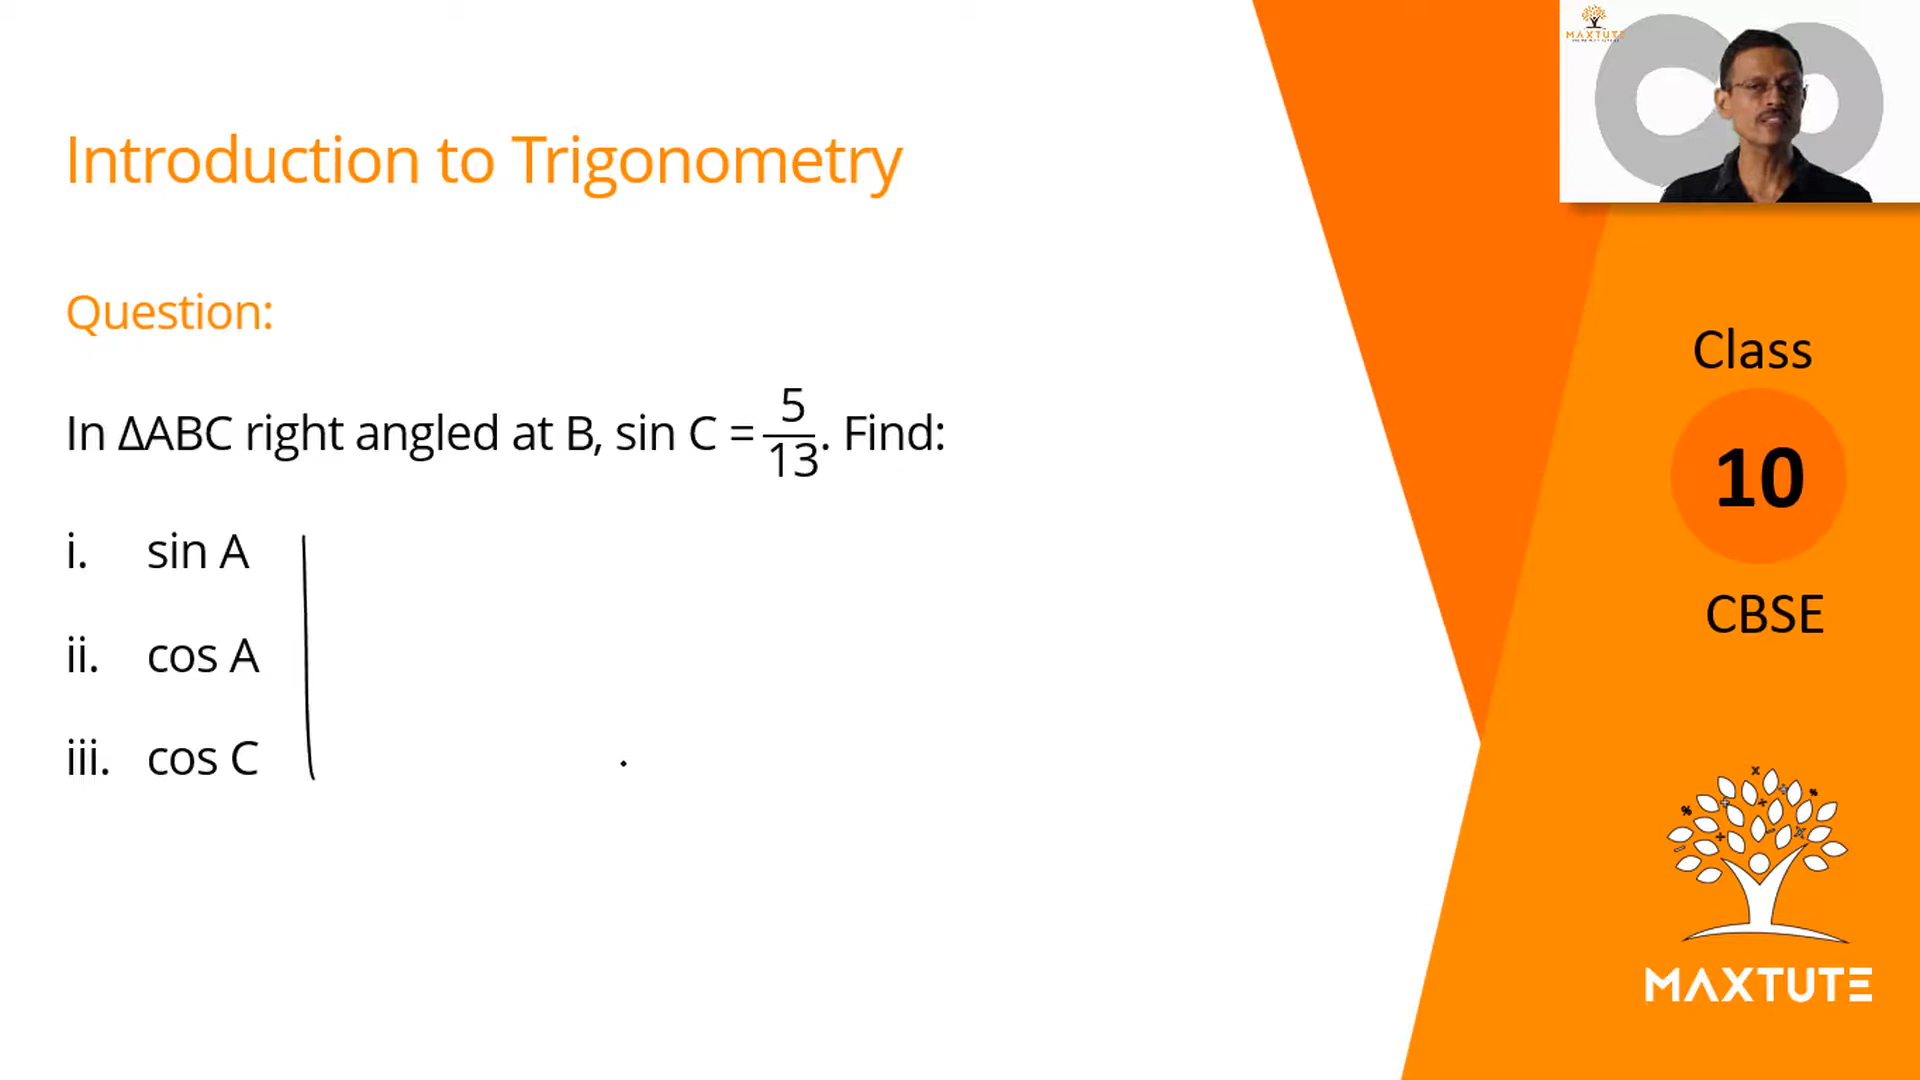 MAXTUTE
Introduction to Trigonometry
Question:
In ΔABC right angled at B, sin C = 5/13. Find:
i. sin A
ii. cos A
iii. cos C
Class
10
CBSE
MAXTUTE